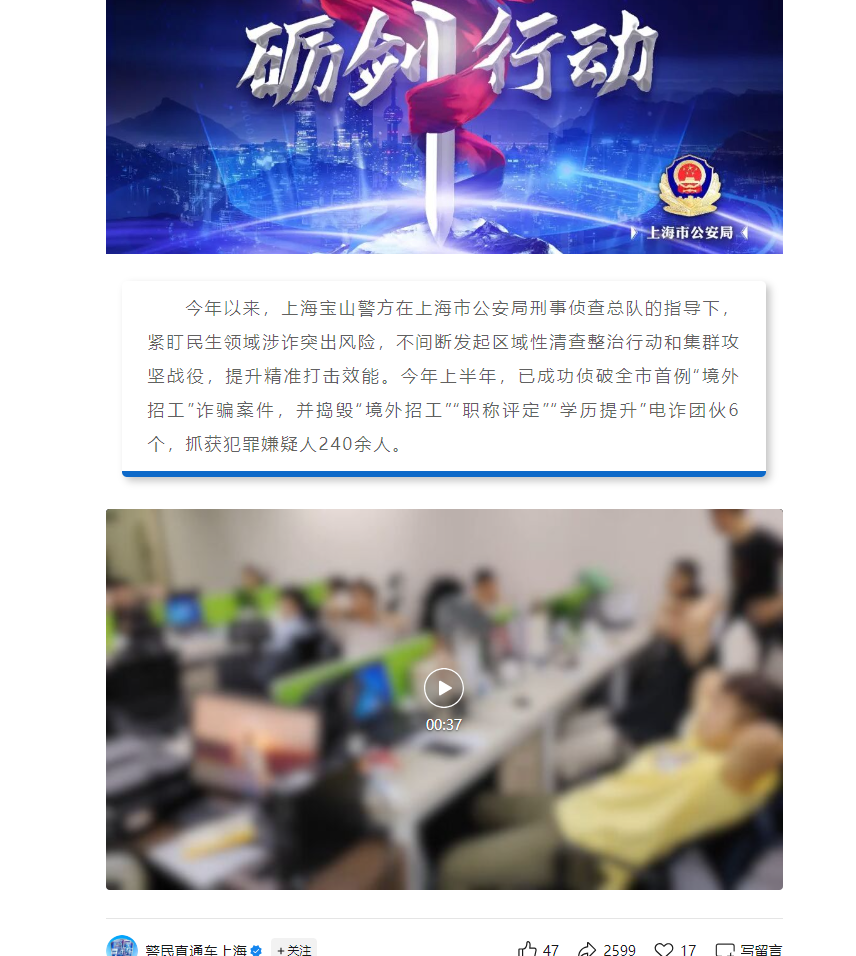 砺剑行动
上海市公安局
今年以来，上海宝山警方在上海市公安局刑事侦查总队的指导下，
紧盯民生领域涉诈突出风险，不间断发起区域性清查整治行动和集群攻
坚战役，提升精准打击效能。今年上半年，已成功侦破全市首例“境外
招工”诈骗案件，并捣毁“境外招工”“职称评定”“学历提升”电诈团伙6
个，抓获犯罪嫌疑人240余人。
00:37
警民直通车上海 +关注 47 2599 17 写留言